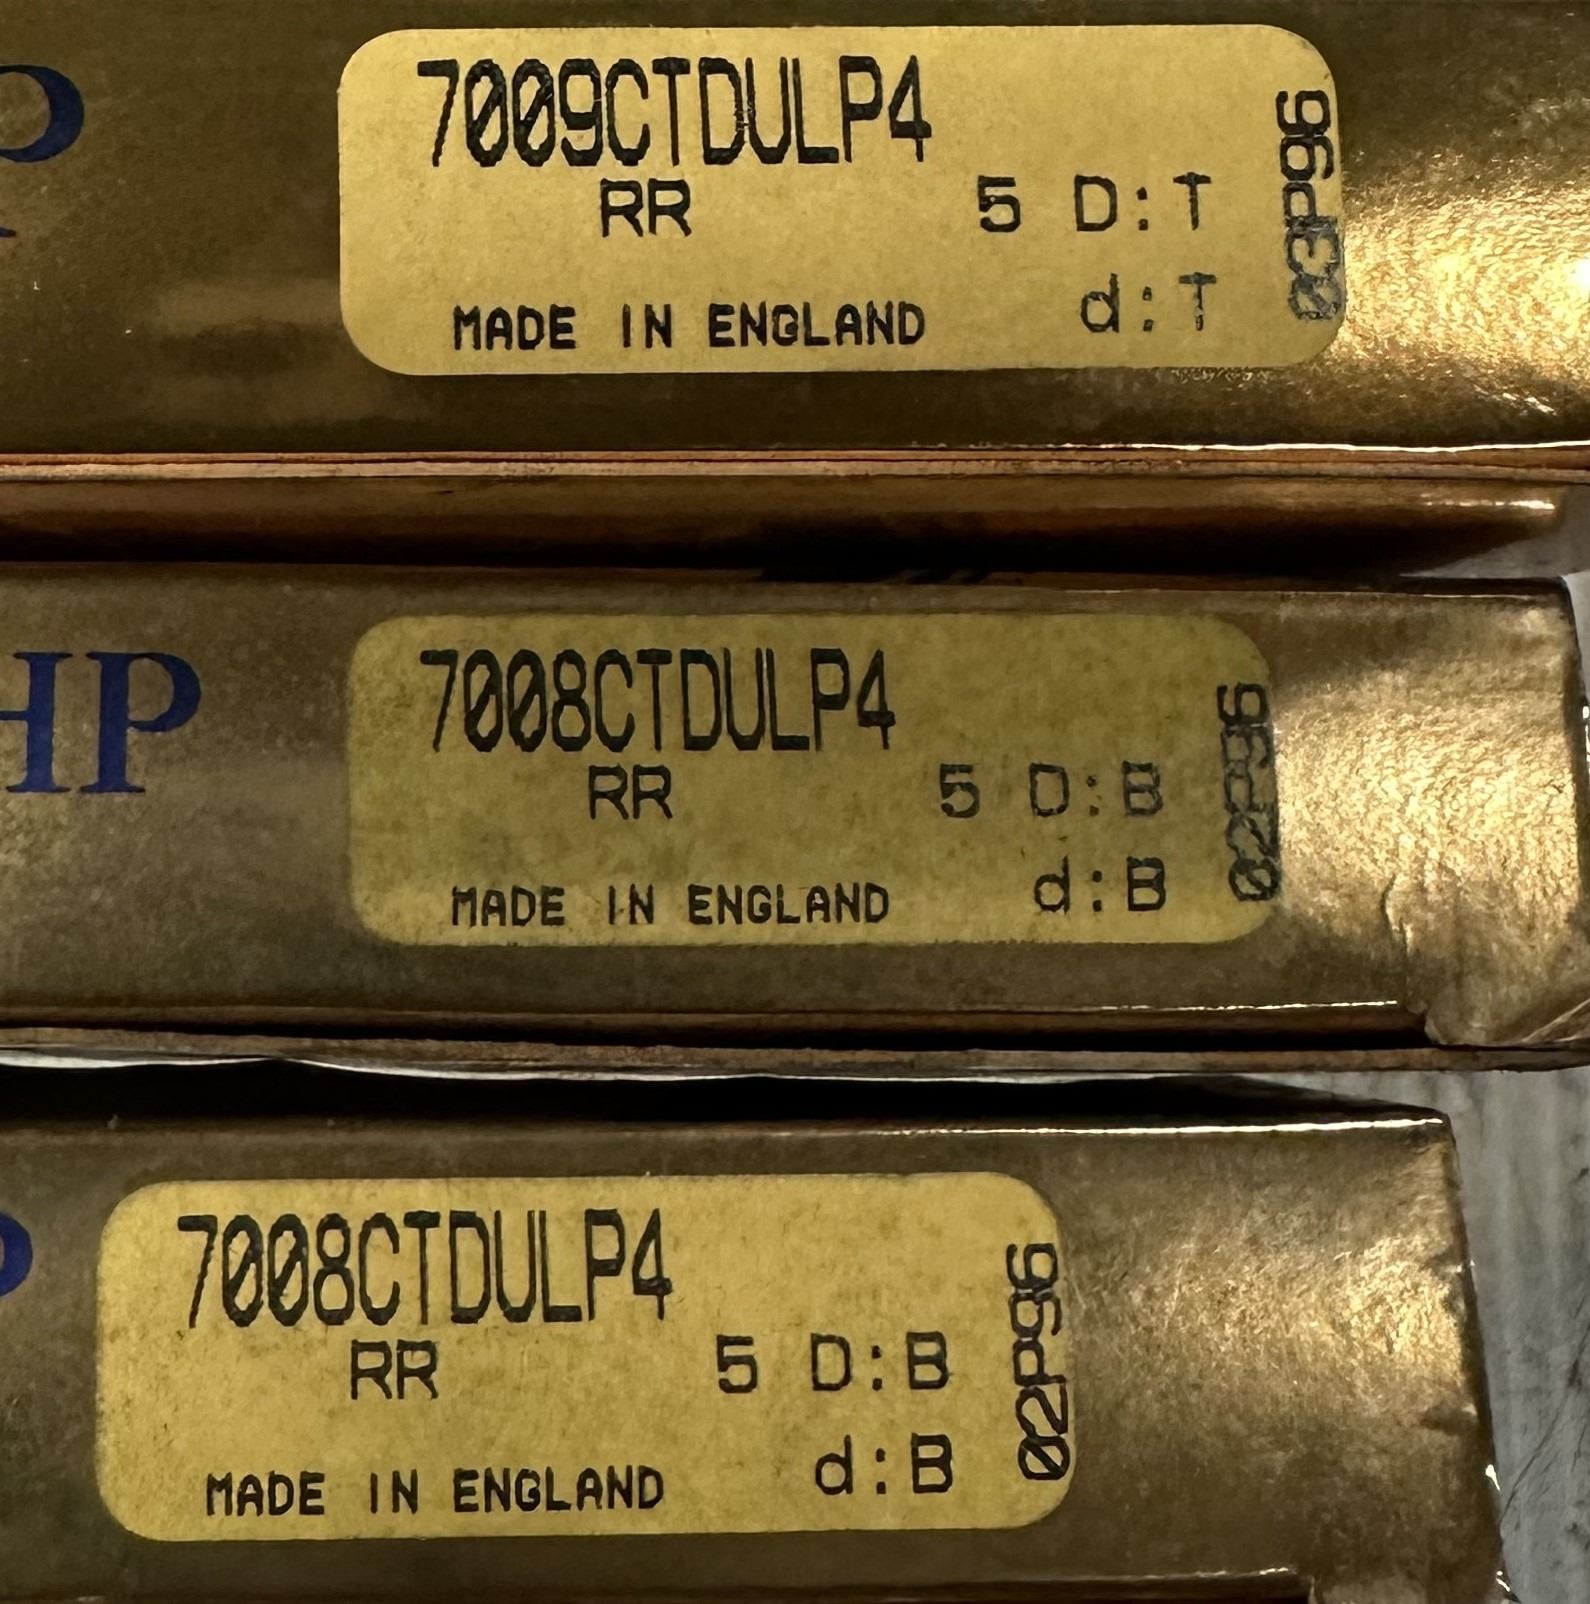 P
7009CTDULP4
RR 5 D:T
MADE IN ENGLAND d:T
03P96
HP
7008CTDULP4
RR 5 D:B
MADE IN ENGLAND d:B
02P96
P
7008CTDULP4
RR 5 D:B
MADE IN ENGLAND d:B
02P96